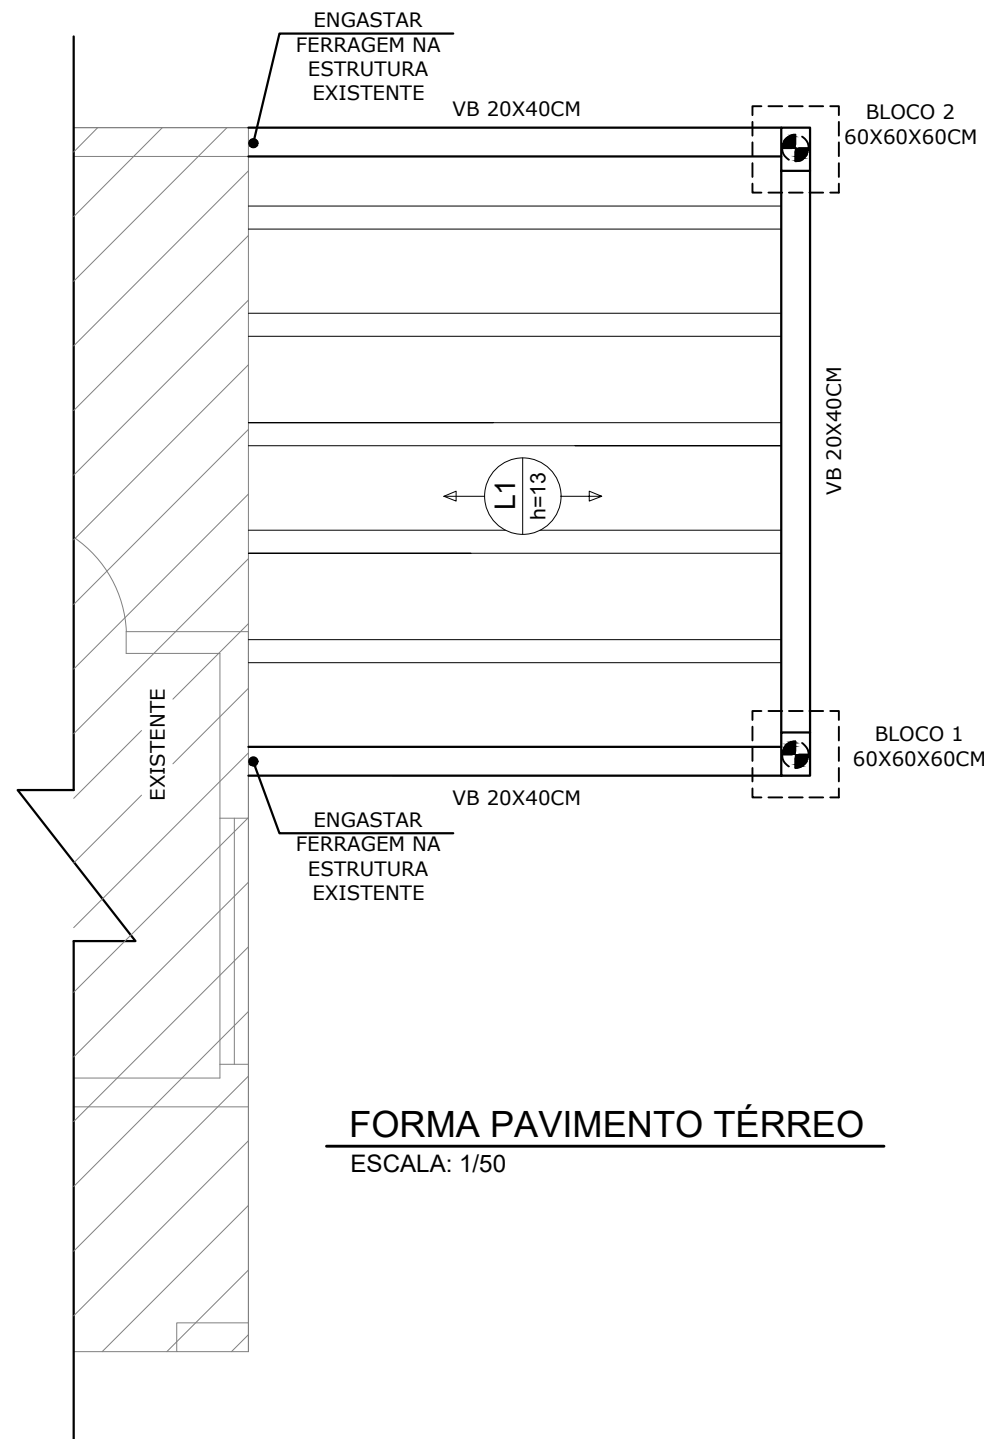 ENGASTAR
FERRAGEM NA
ESTRUTURA
EXISTENTE
VB 20X40CM
BLOCO 2
60X60X60CM
VB 20X40CM
L1
h=13
EXISTENTE
BLOCO 1
60X60X60CM
VB 20X40CM
ENGASTAR
FERRAGEM NA
ESTRUTURA
EXISTENTE
FORMA PAVIMENTO TÉRREO
ESCALA: 1/50